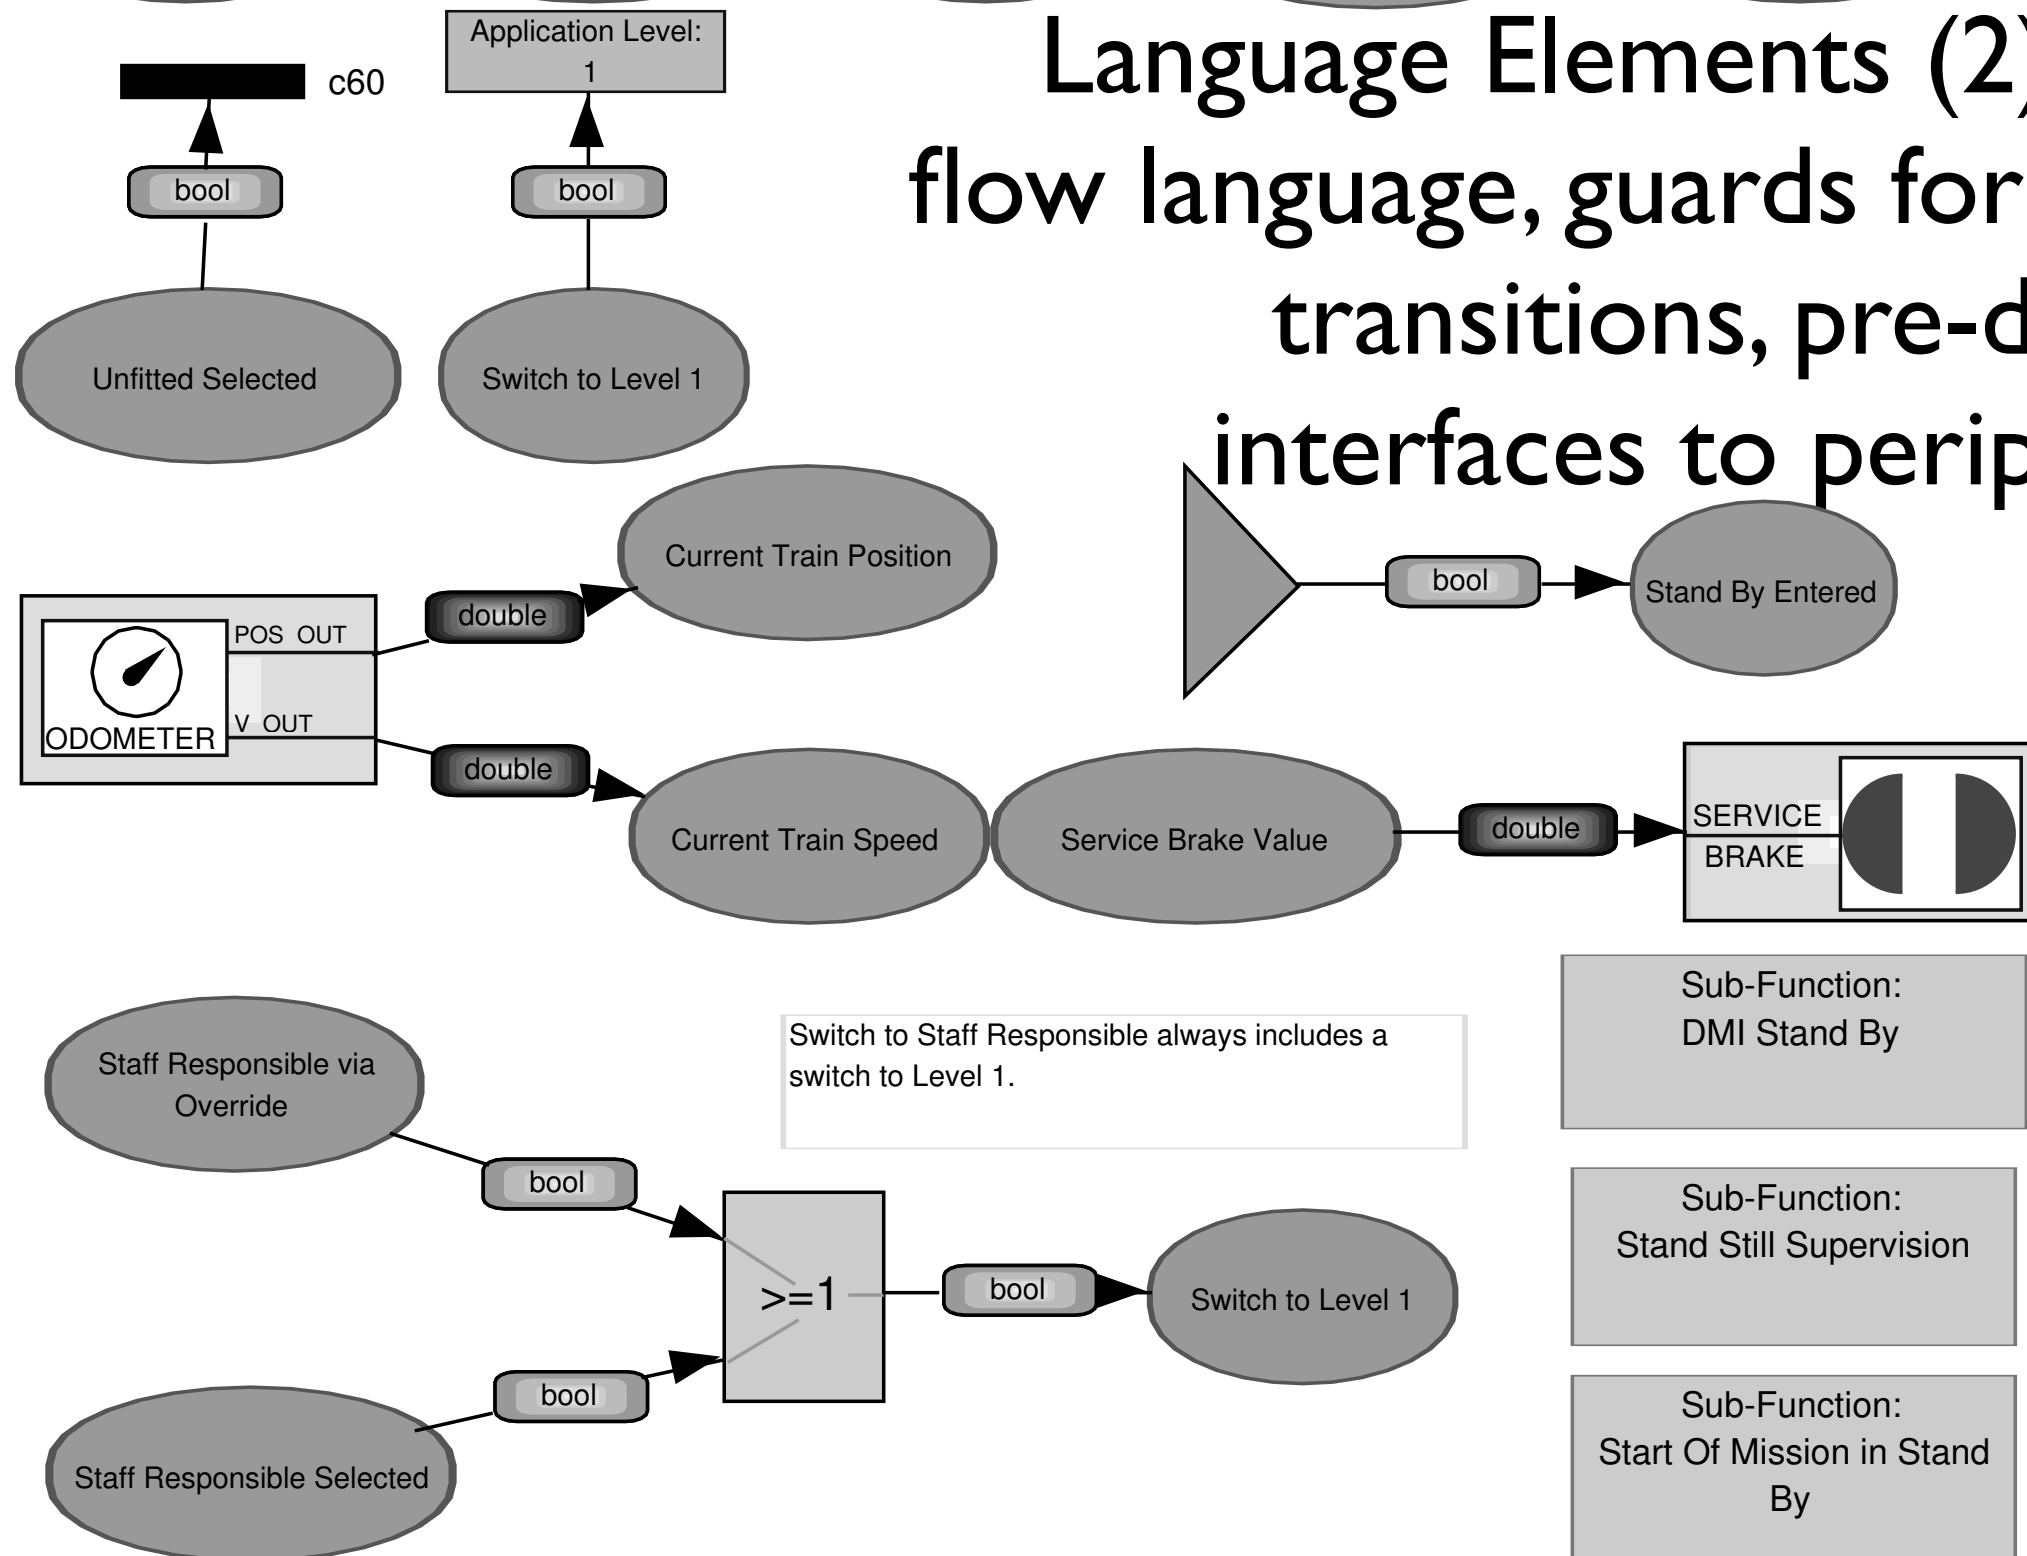 Language Elements (2)
flow language, guards for
transitions, pre-d
interfaces to perip
c60
Application Level:
1
bool
bool
Unfitted Selected
Switch to Level 1
Current Train Position
double
POS OUT
V OUT
ODOMETER
double
Current Train Speed
bool
Stand By Entered
Service Brake Value
double
SERVICE
BRAKE
Staff Responsible via
Override
bool
Switch to Staff Responsible always includes a
switch to Level 1.
>=1
bool
Switch to Level 1
bool
Staff Responsible Selected
Sub-Function:
DMI Stand By
Sub-Function:
Stand Still Supervision
Sub-Function:
Start Of Mission in Stand
By